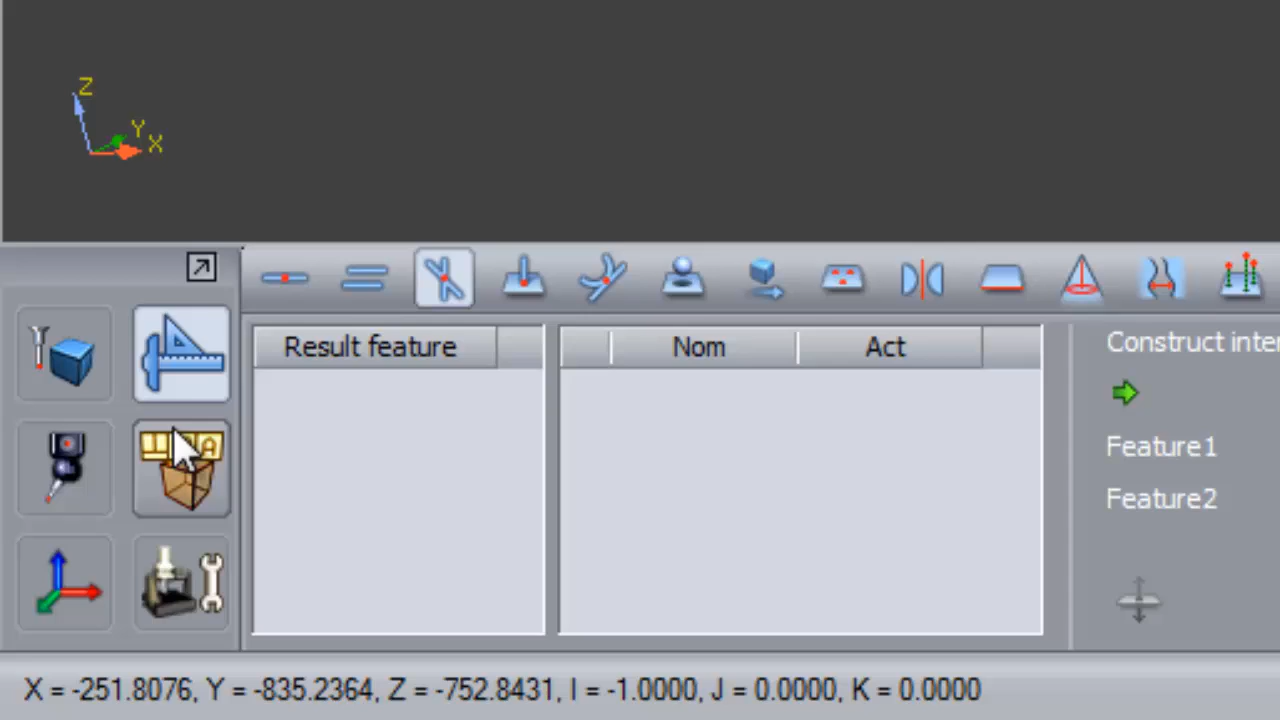 Z
Y
X
Result feature
Nom
Act
Construct inter
Feature1
Feature2
X = -251.8076, Y = -835.2364, Z = -752.8431, I = -1.0000, J = 0.0000, K = 0.0000